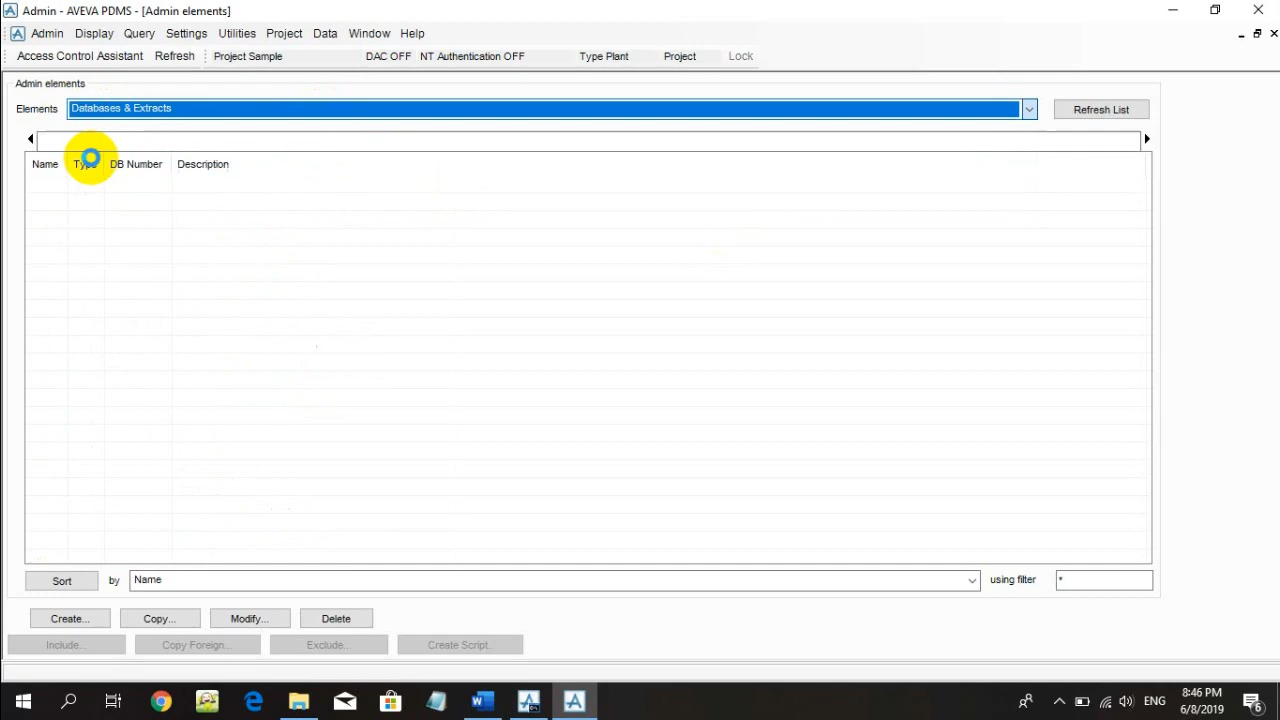 Admin - AVEVA PDMS - [Admin elements]
Admin Display Query Settings Utilities Project Data Window Help
Access Control Assistant Refresh Project Sample DAC OFF NT Authentication OFF Type Plant Project Lock
Admin elements
Elements Databases & Extracts Refresh List
Name Type DB Number Description
Sort by Name using filter *
Create... Copy... Modify... Delete
Include... Copy Foreign... Exclude... Create Script.
ENG 8:46 PM
6/8/2019 6